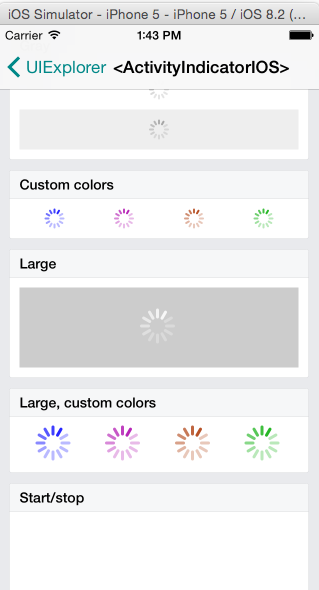 iOS Simulator - iPhone 5 - iPhone 5 / iOS 8.2 (...
Carrier 1:43 PM
UIExplorer <ActivityIndicatorIOS>
Custom colors
Large
Large, custom colors
Start/stop